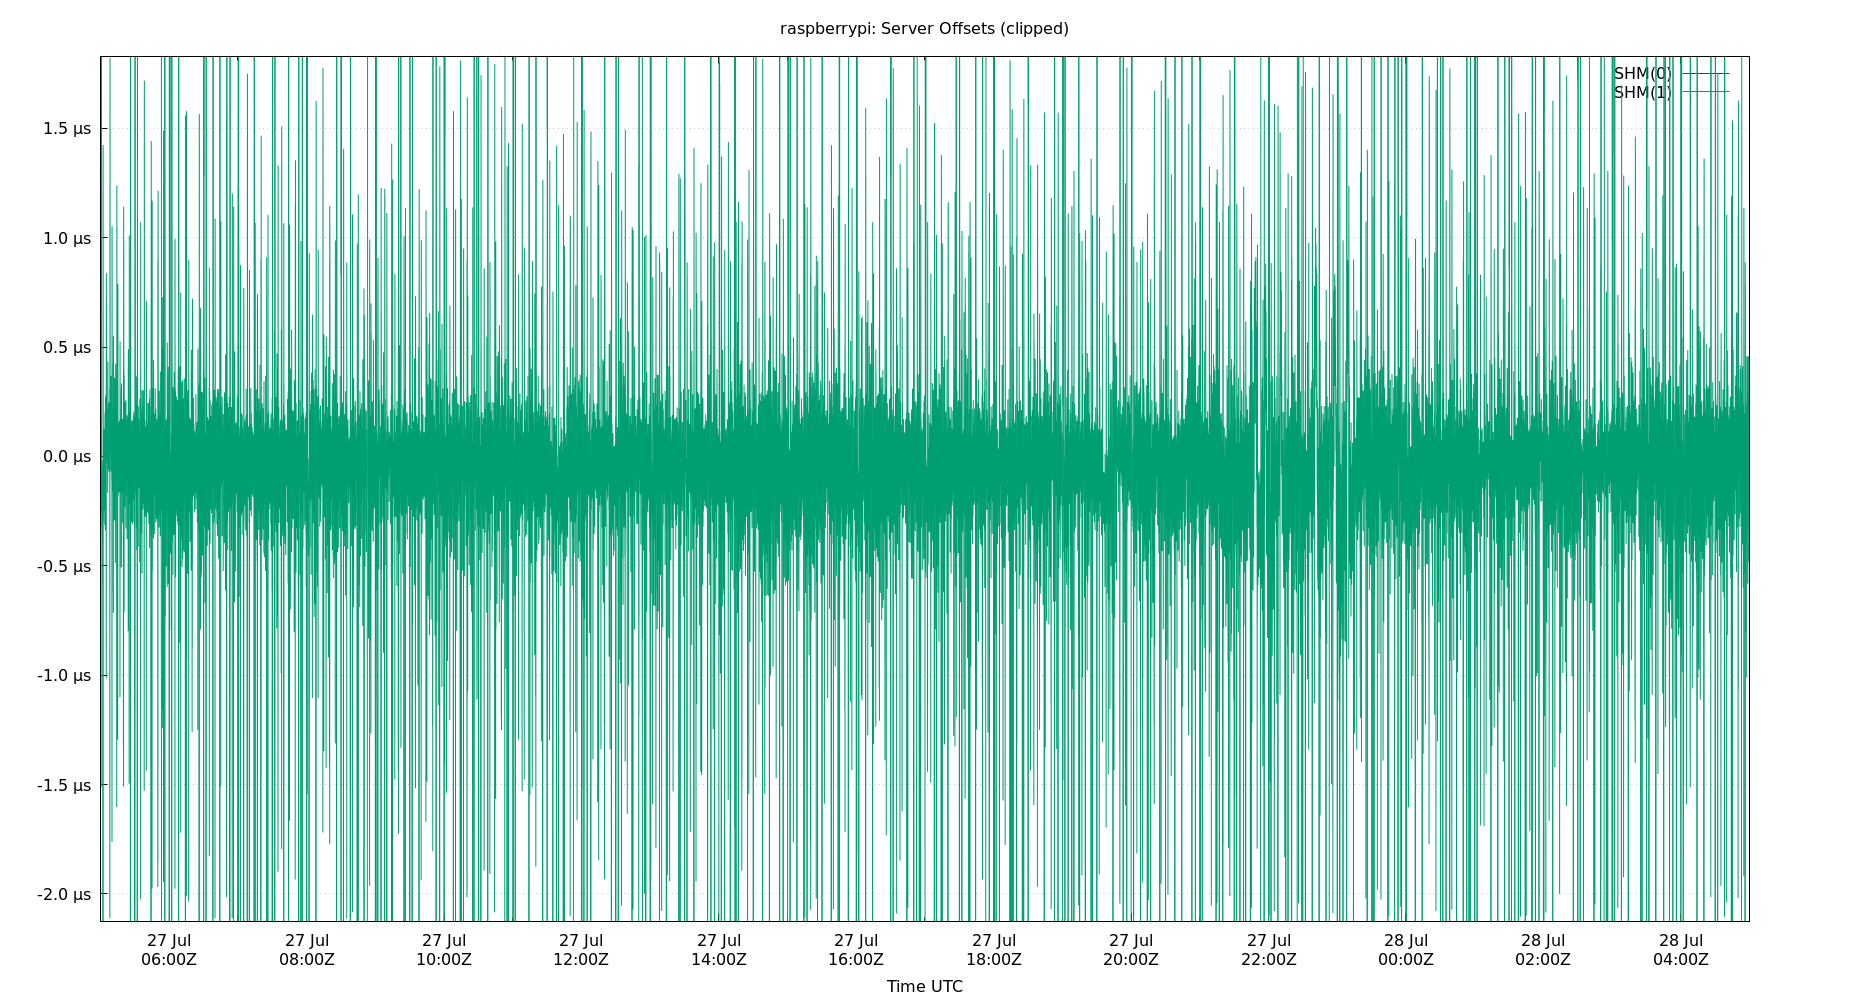 raspberrypi: Server Offsets (clipped)
SHM(0)
SHM(1)
1.5 µs
1.0 µs
0.5 µs
0.0 µs
-0.5 µs
-1.0 µs
-1.5 µs
-2.0 µs
27 Jul 27 Jul 27 Jul 27 Jul 27 Jul 27 Jul 27 Jul 27 Jul 27 Jul 28 Jul 28 Jul 28 Jul
06:00Z 08:00Z 10:00Z 12:00Z 14:00Z 16:00Z 18:00Z 20:00Z 22:00Z 00:00Z 02:00Z 04:00Z
Time UTC